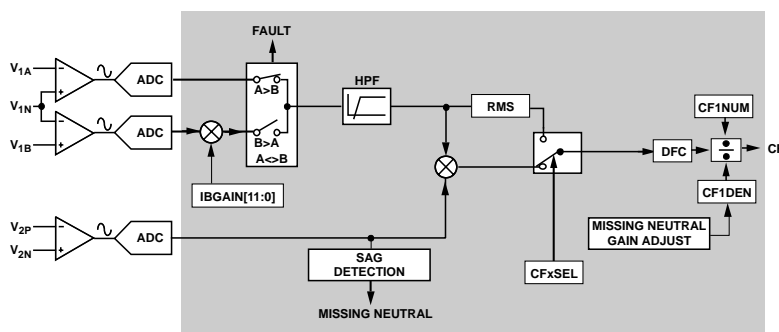 FAULT
V1A
ADC
A>B
HPF
V1N
RMS
CF1NUM
V1B
ADC
B>A
A<>B
DFC
CF
IBGAIN[11:0]
CF1DEN
V2P
V2N
ADC
MISSING NEUTRAL
GAIN ADJUST
SAG
DETECTION
CFxSEL
MISSING NEUTRAL